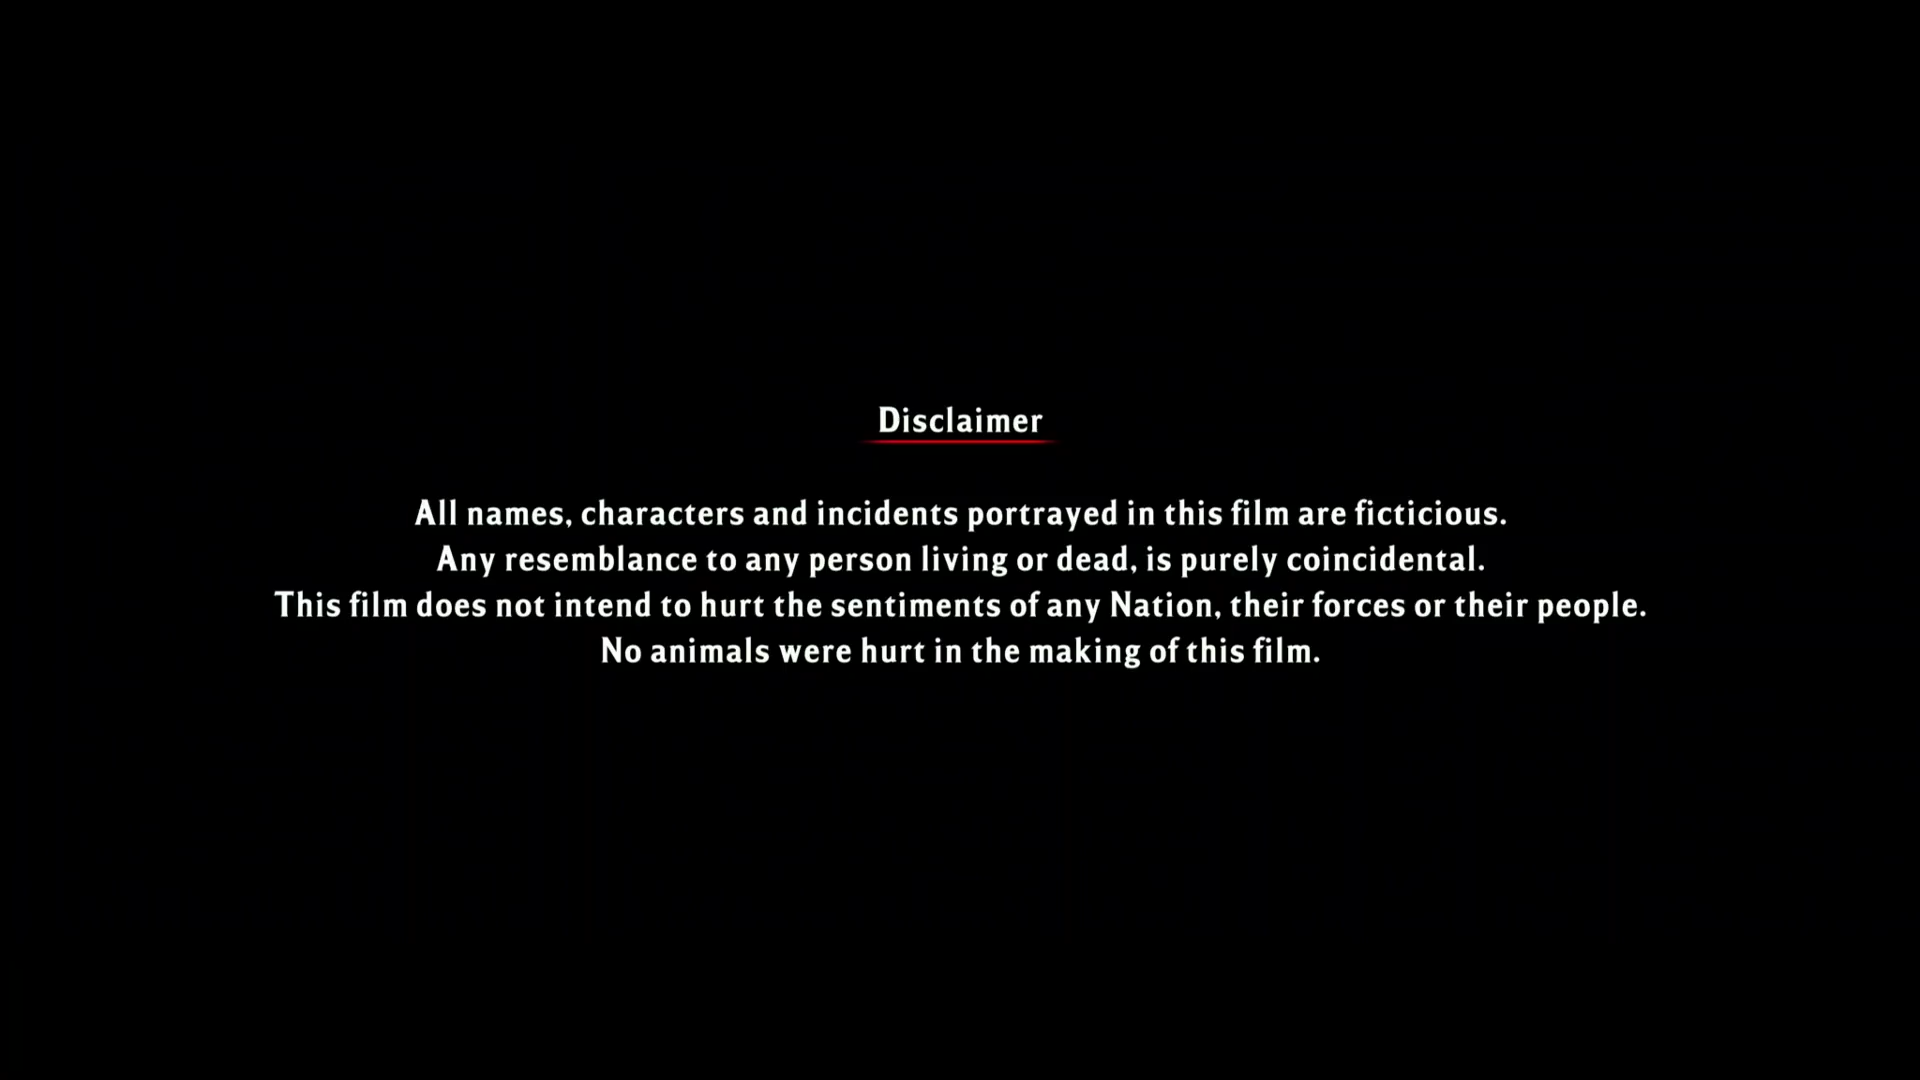 Disclaimer
All names, characters and incidents portrayed in this film are ficticious.
Any resemblance to any person living or dead, is purely coincidental.
This film does not intend to hurt the sentiments of any Nation, their forces or their people.
No animals were hurt in the making of this film.